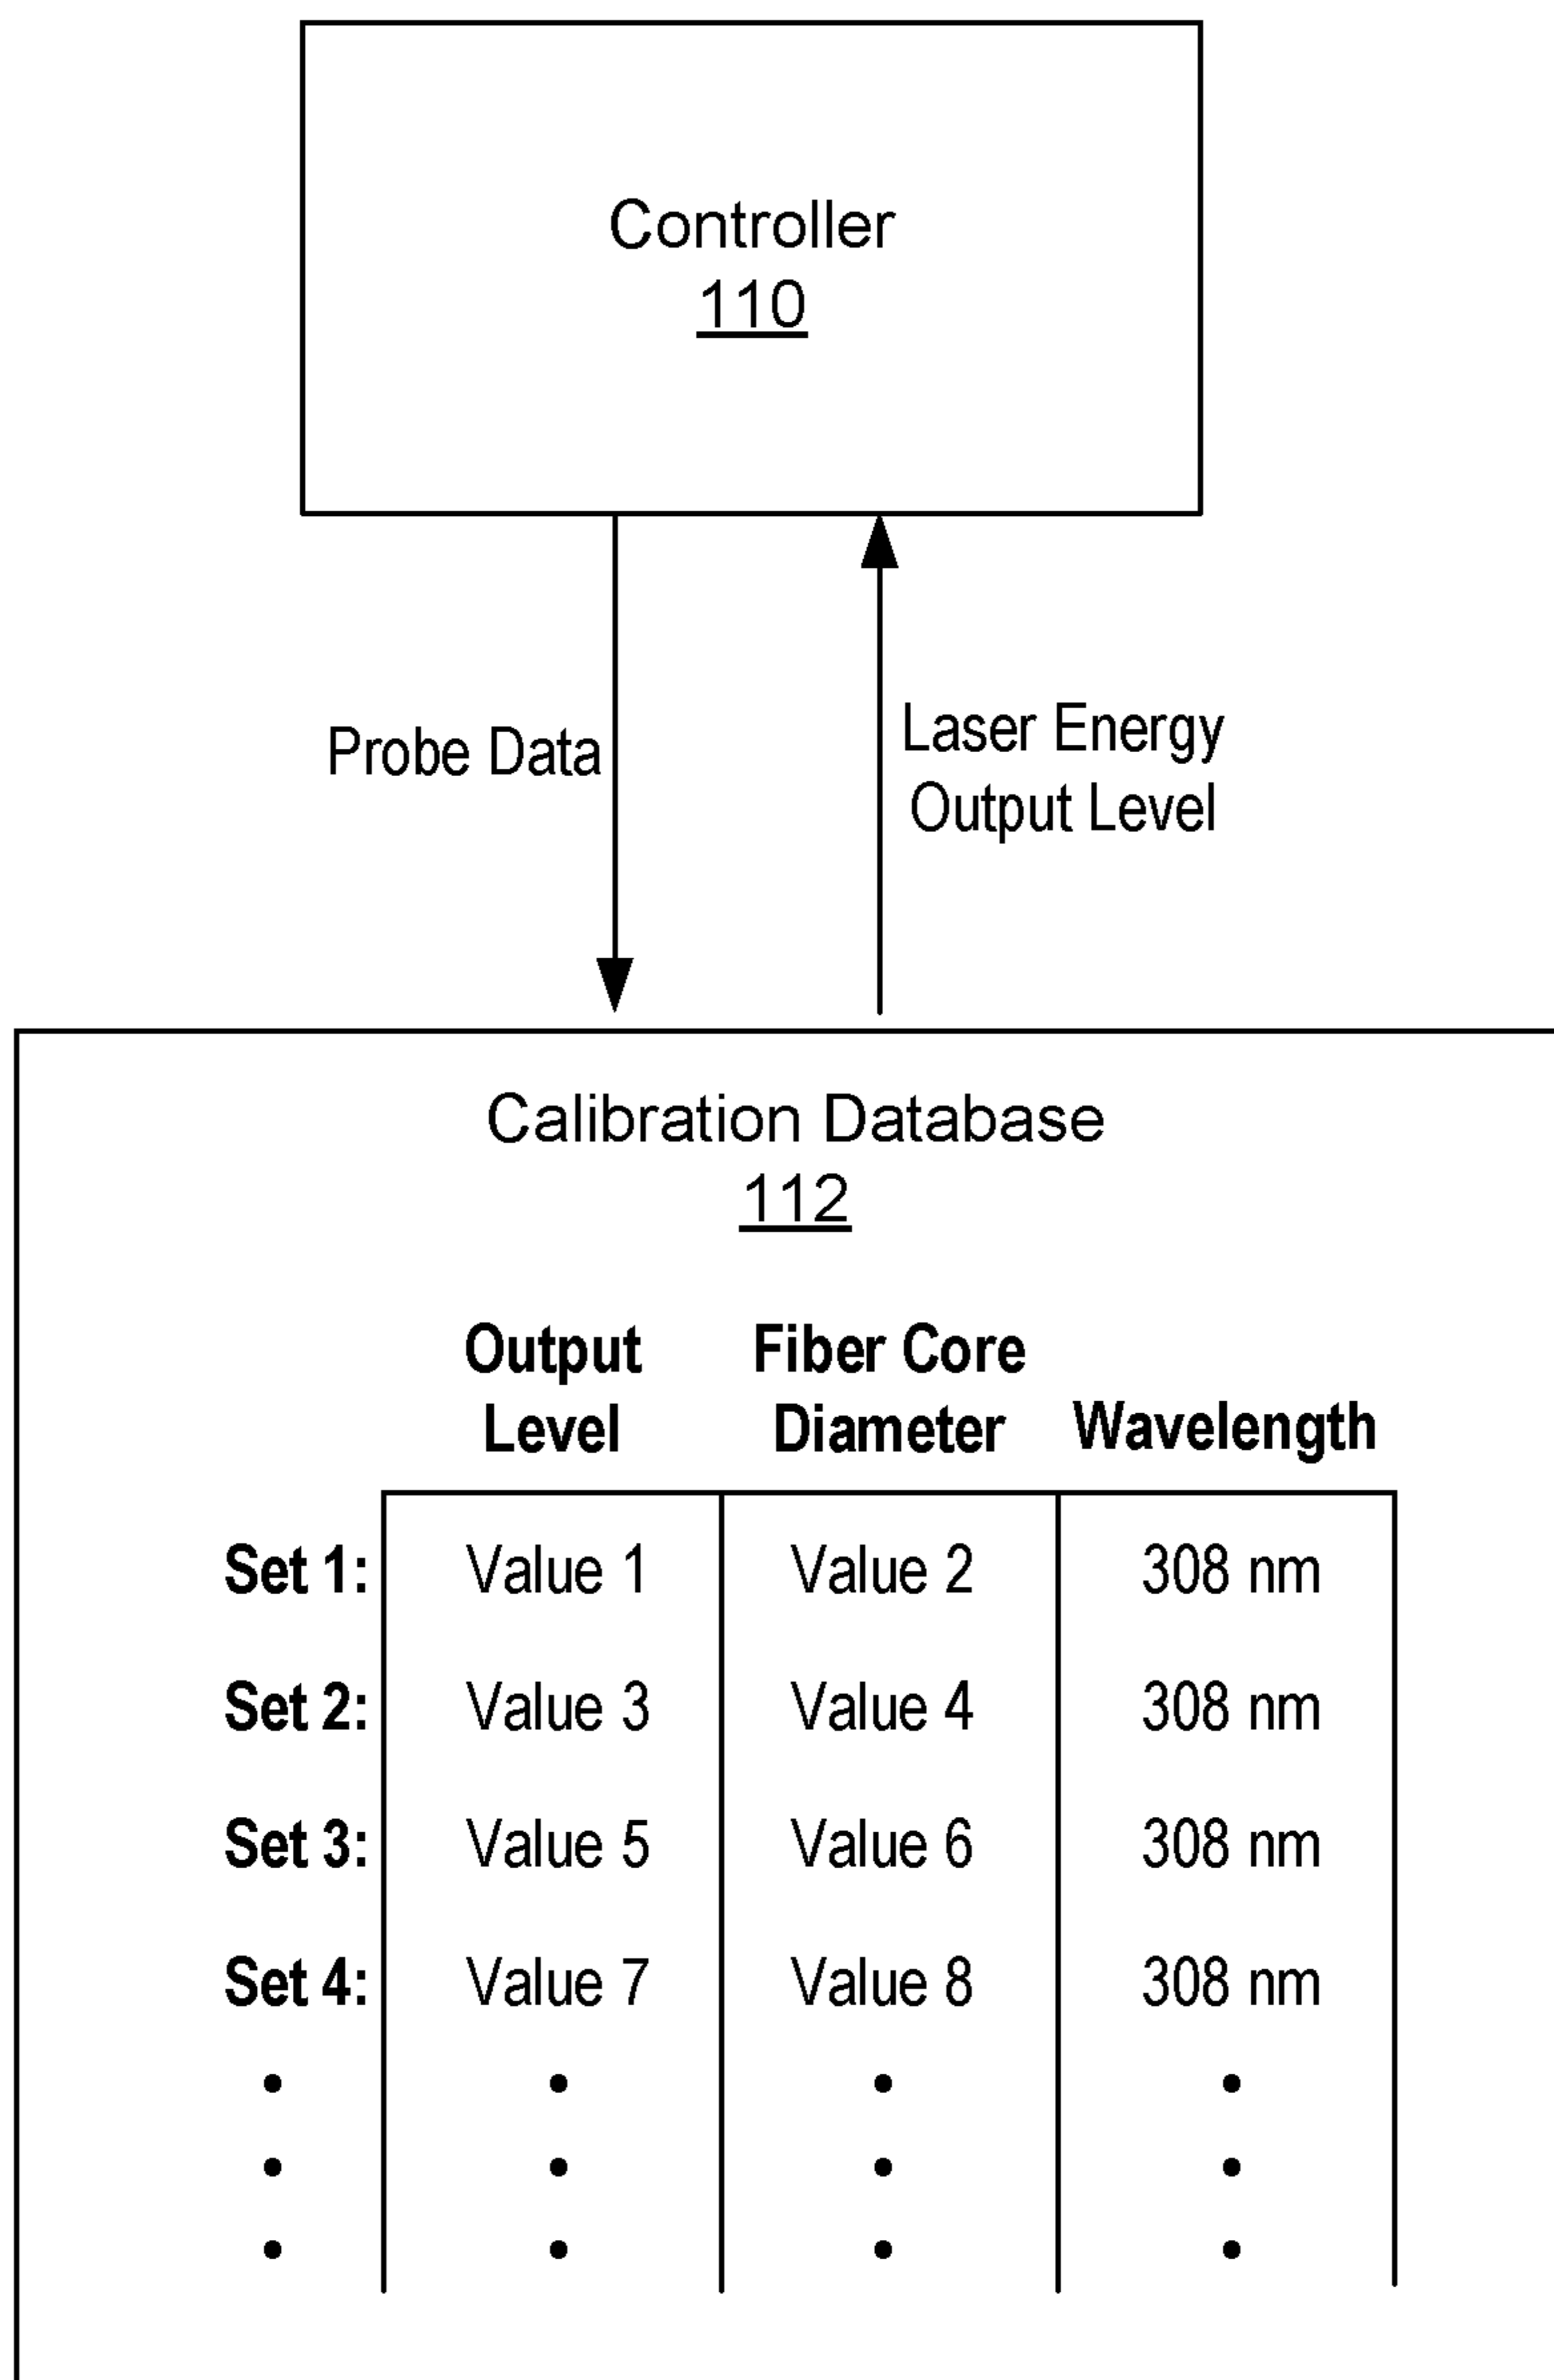 Controller
110
Probe Data
Laser Energy
Output Level
Calibration Database
112
Output
Level
Fiber Core
Diameter
Wavelength
Set 1: Value 1 Value 2 308 nm
Set 2: Value 3 Value 4 308 nm
Set 3: Value 5 Value 6 308 nm
Set 4: Value 7 Value 8 308 nm